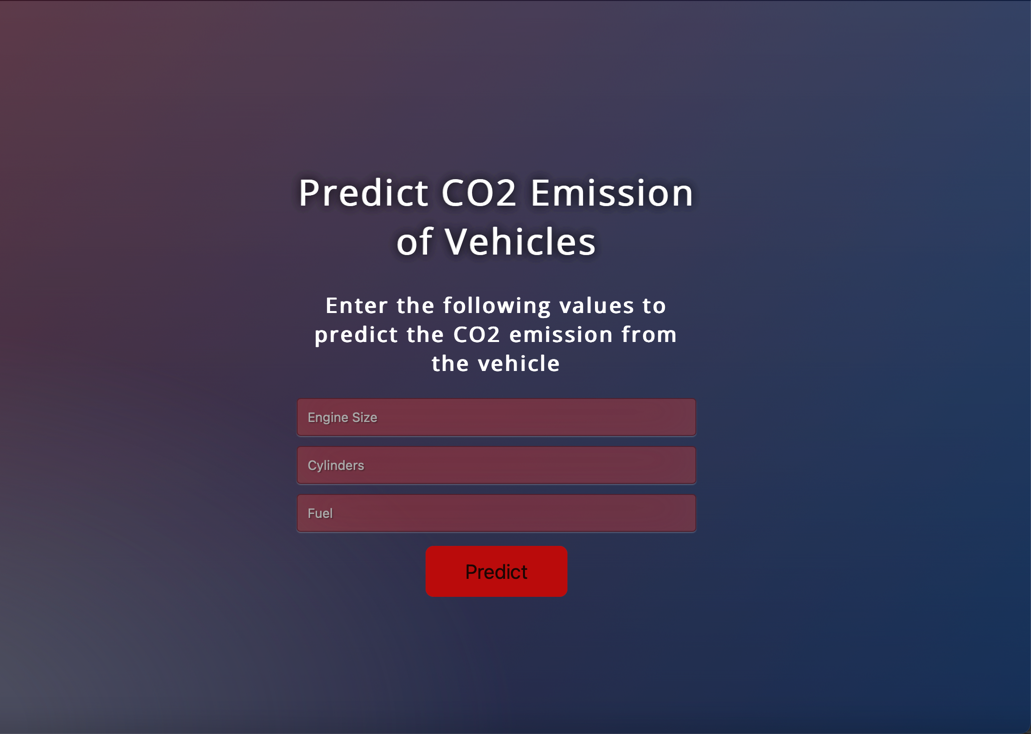 Predict CO2 Emission
of Vehicles
Enter the following values to
predict the CO2 emission from
the vehicle
Engine Size
Cylinders
Fuel
Predict